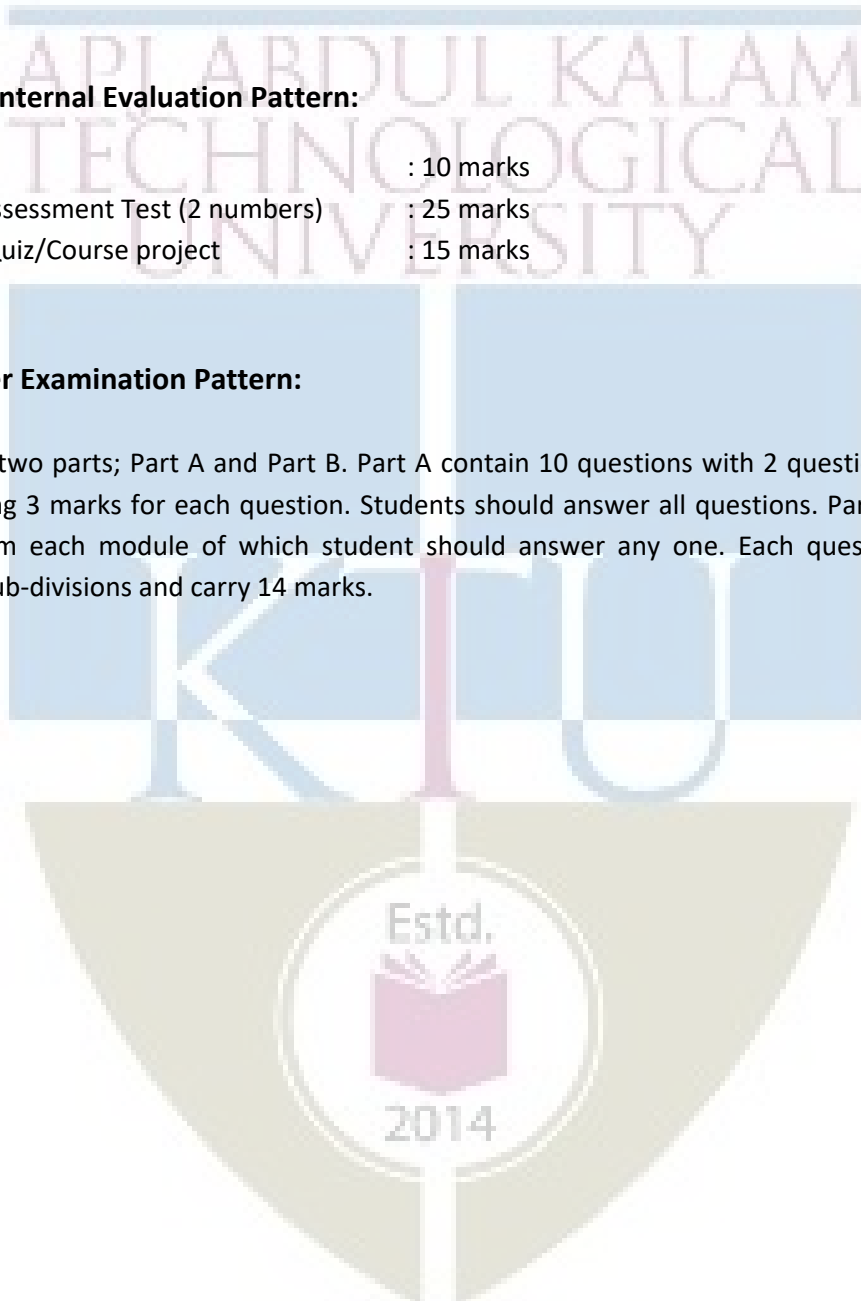 APJ ABDUL KALAM
TECHNOLOGICAL
UNIVERSITY
nternal Evaluation Pattern:
: 10 marks
ssessment Test (2 numbers) : 25 marks
uiz/Course project : 15 marks
r Examination Pattern:
two parts; Part A and Part B. Part A contain 10 questions with 2 questi
g 3 marks for each question. Students should answer all questions. Par
m each module of which student should answer any one. Each ques
ub-divisions and carry 14 marks.
KTU
Estd.
2014